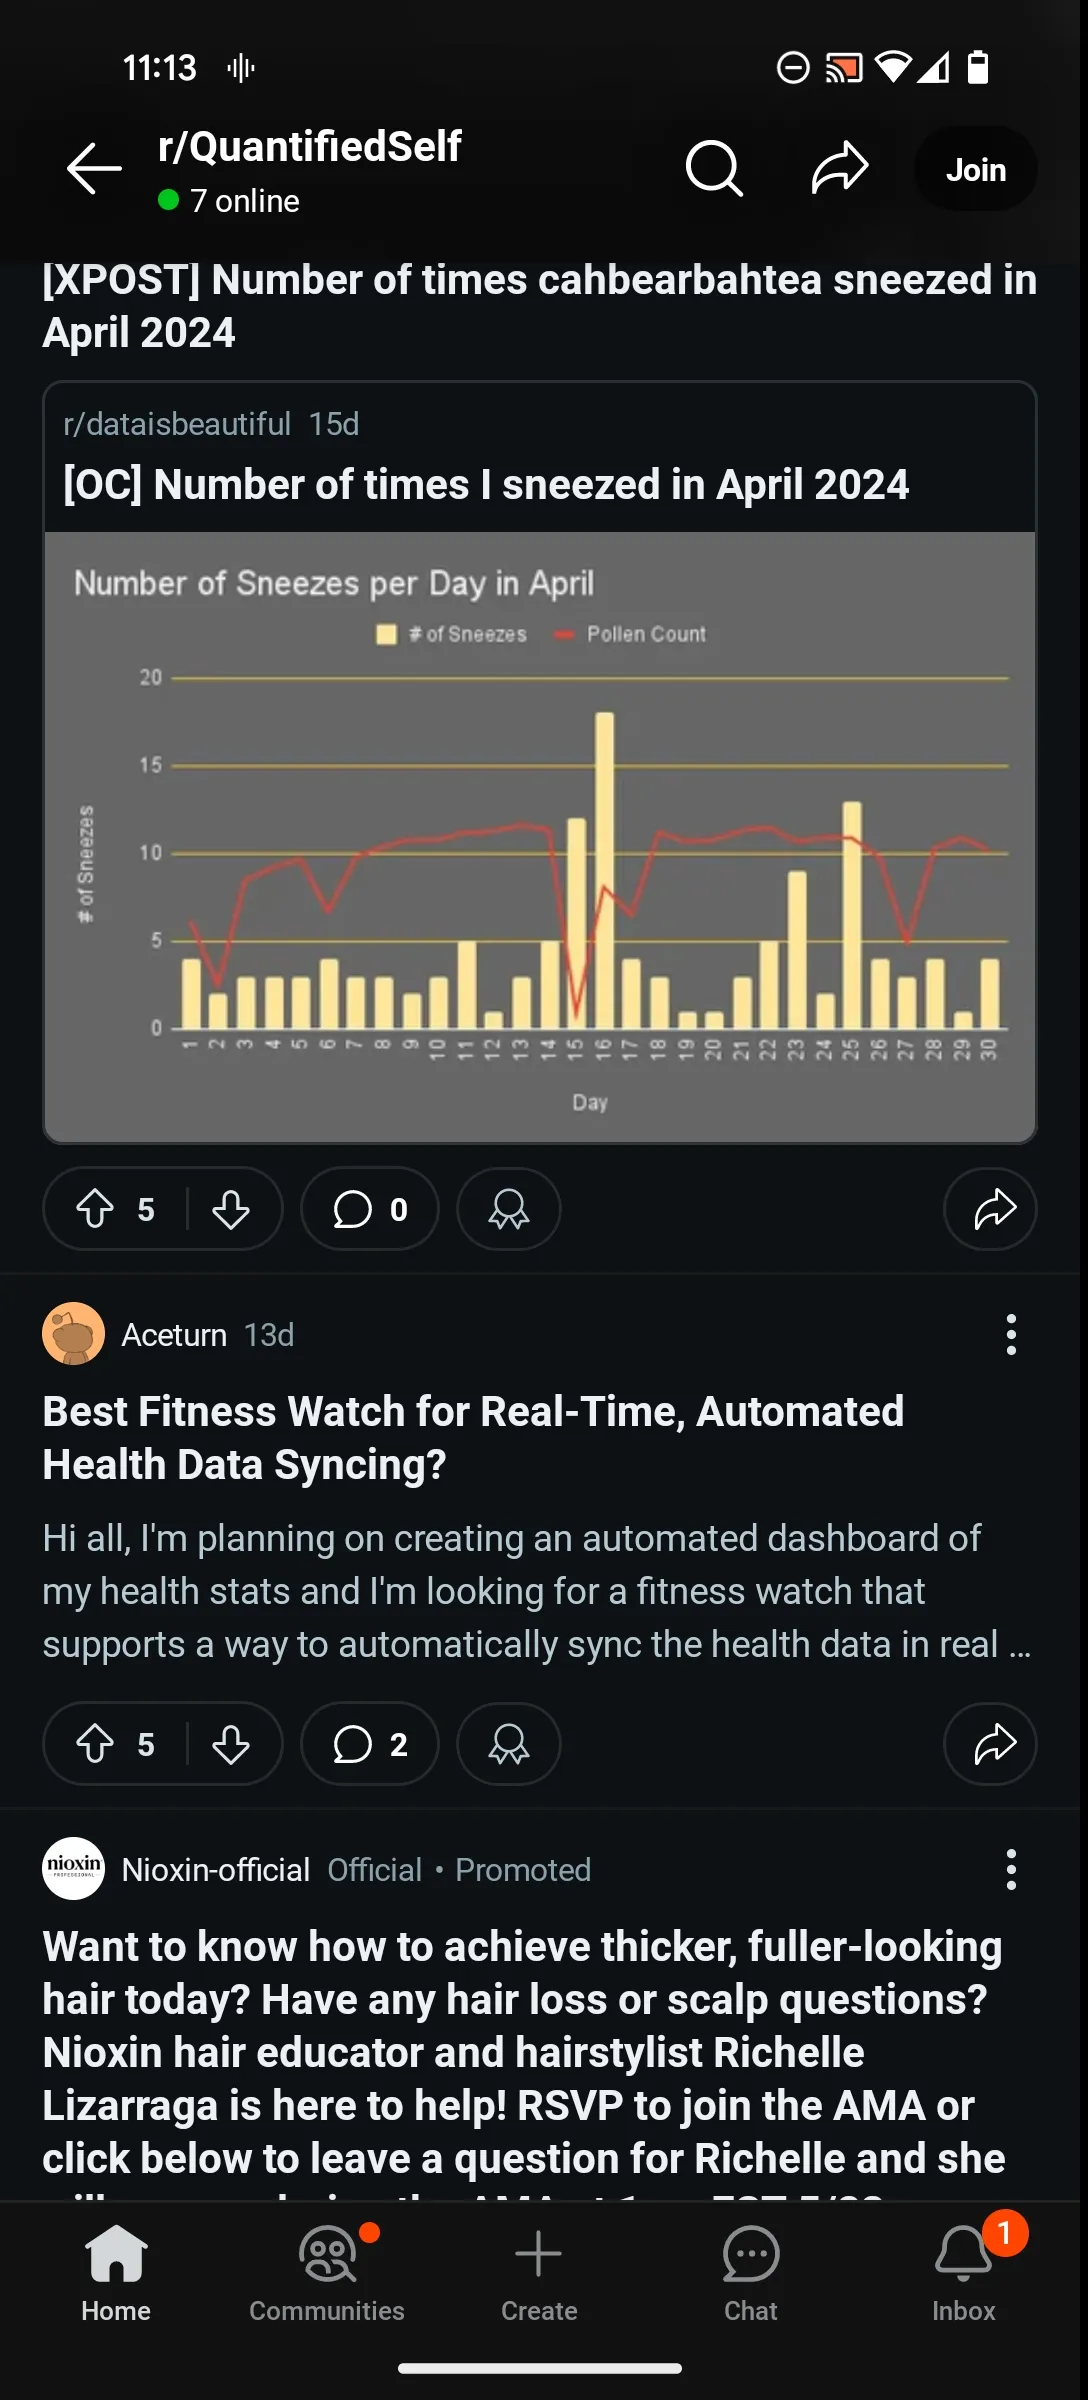 11:13
r/QuantifiedSelf
7 online
Join
[XPOST] Number of times cahbearbahtea sneezed in
April 2024
r/dataisbeautiful 15d
[OC] Number of times I sneezed in April 2024
Number of Sneezes per Day in April
# of Sneezes Pollen Count
20
15
10
5
0
# of Sneezes
1 2 3 4 5 6 7 8 9 10 11 12 13 14 15 16 17 18 19 20 21 22 23 24 25 26 27 28 29 30
Day
5 0
Aceturn 13d
Best Fitness Watch for Real-Time, Automated
Health Data Syncing?
Hi all, I'm planning on creating an automated dashboard of
my health stats and I'm looking for a fitness watch that
supports a way to automatically sync the health data in real ...
5 2
nioxin
PROFESSIONAL
Nioxin-official Official • Promoted
Want to know how to achieve thicker, fuller-looking
hair today? Have any hair loss or scalp questions?
Nioxin hair educator and hairstylist Richelle
Lizarraga is here to help! RSVP to join the AMA or
click below to leave a question for Richelle and she
1
Home Communities Create Chat Inbox